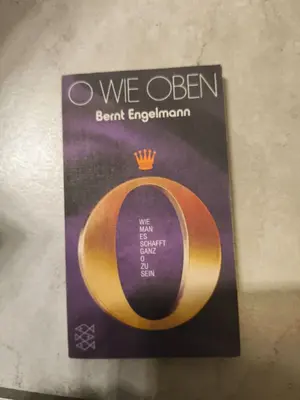 O WIE OBEN
Bernt Engelmann
WIE
MAN
ES
SCHAFFT
GANZ
O
ZU
SEIN.